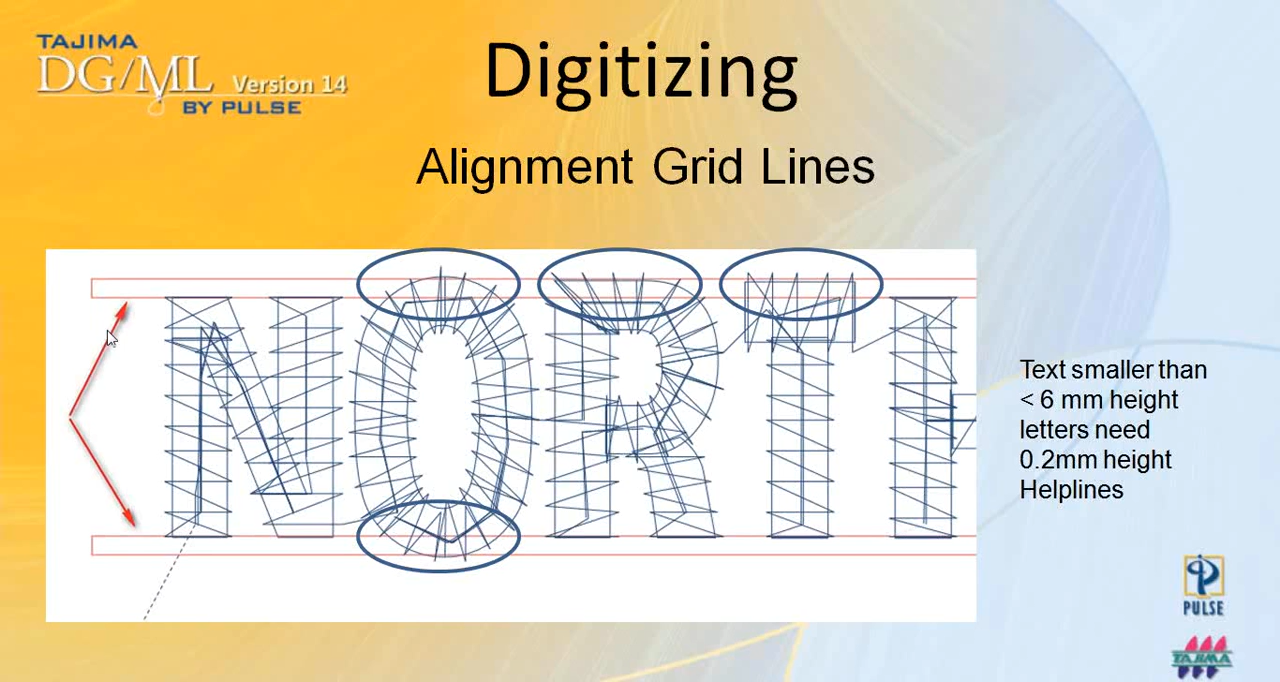 TAJIMA
DG/ML Version 14
BY PULSE
Digitizing
Alignment Grid Lines
NORTH
Text smaller than
< 6 mm height
letters need
0.2mm height
Helplines
PULSE
TAJIMA